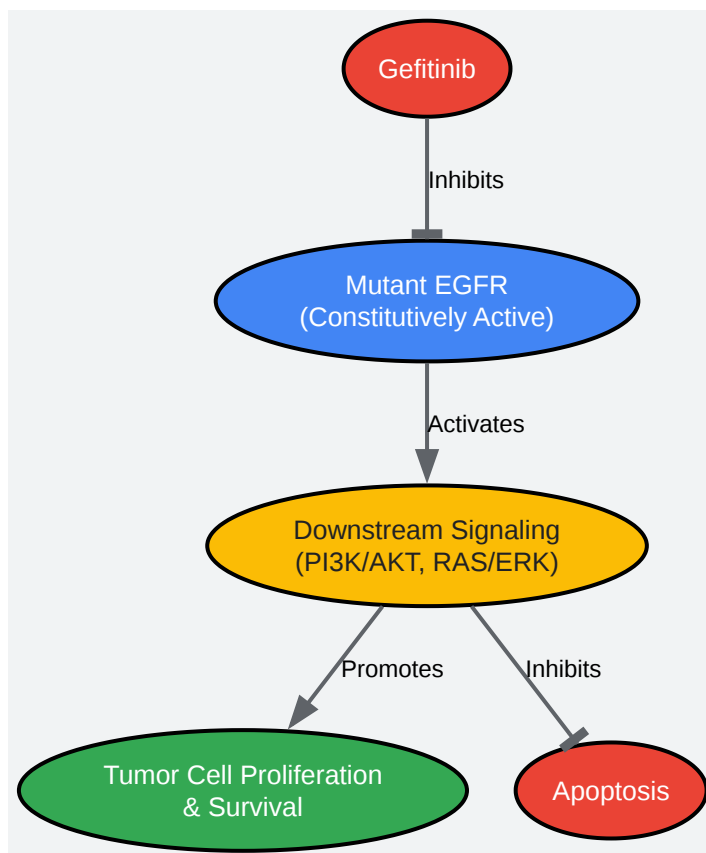 Gefitinib
Inhibits
Mutant EGFR
(Constitutively Active)
Activates
Downstream Signaling
(PI3K/AKT, RAS/ERK)
Promotes
Inhibits
Tumor Cell Proliferation
& Survival
Apoptosis